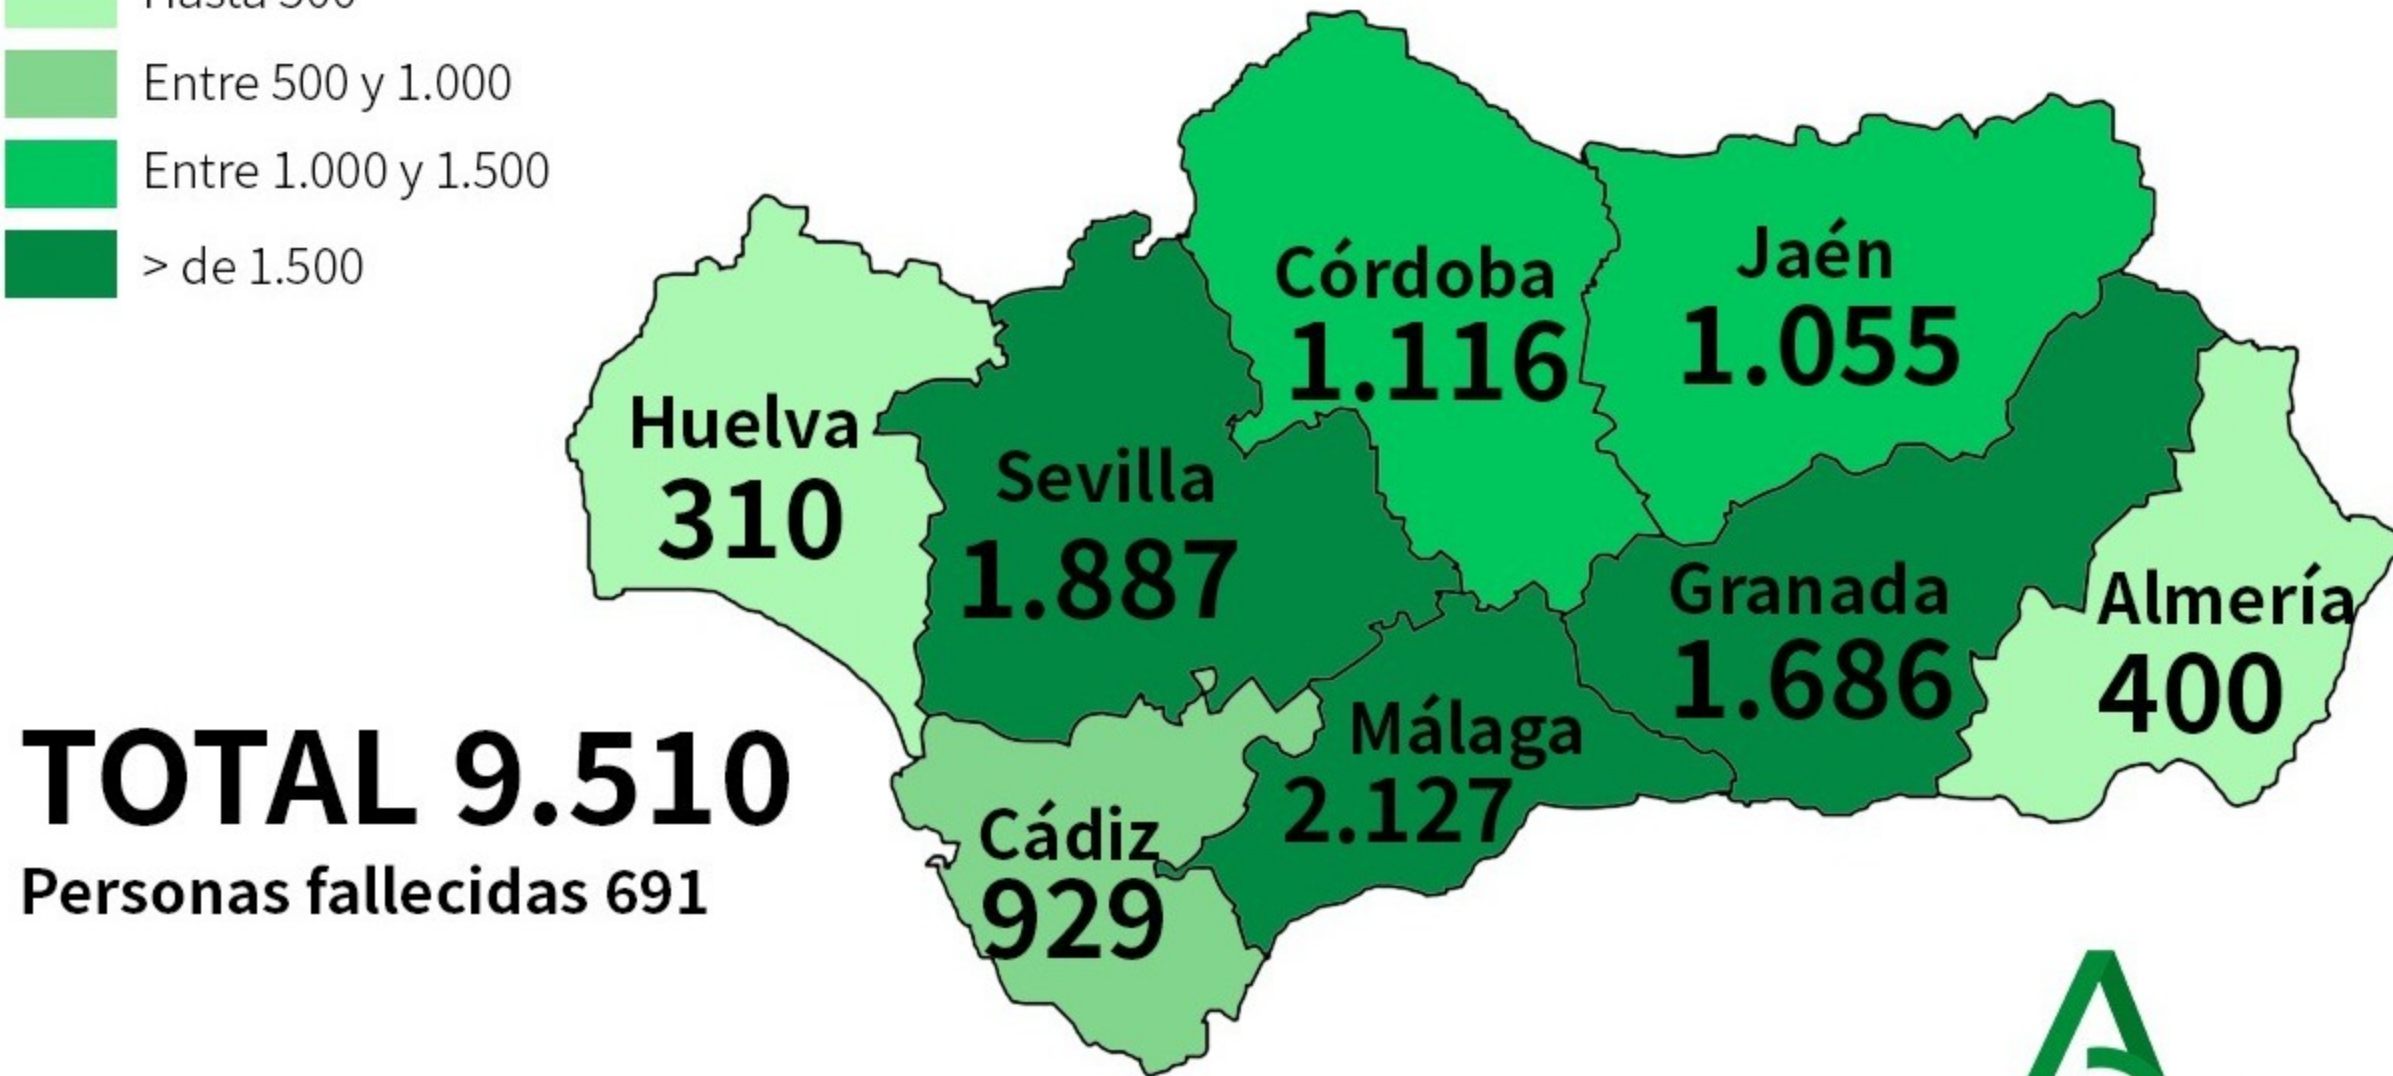 Hasta 500
Entre 500 y 1.000
Entre 1.000 y 1.500
> de 1.500
Córdoba
1.116
Jaén
1.055
Huelva
310
Sevilla
1.887
Granada
1.686
Almería
400
Málaga
2.127
Cádiz
929
TOTAL 9.510
Personas fallecidas 691